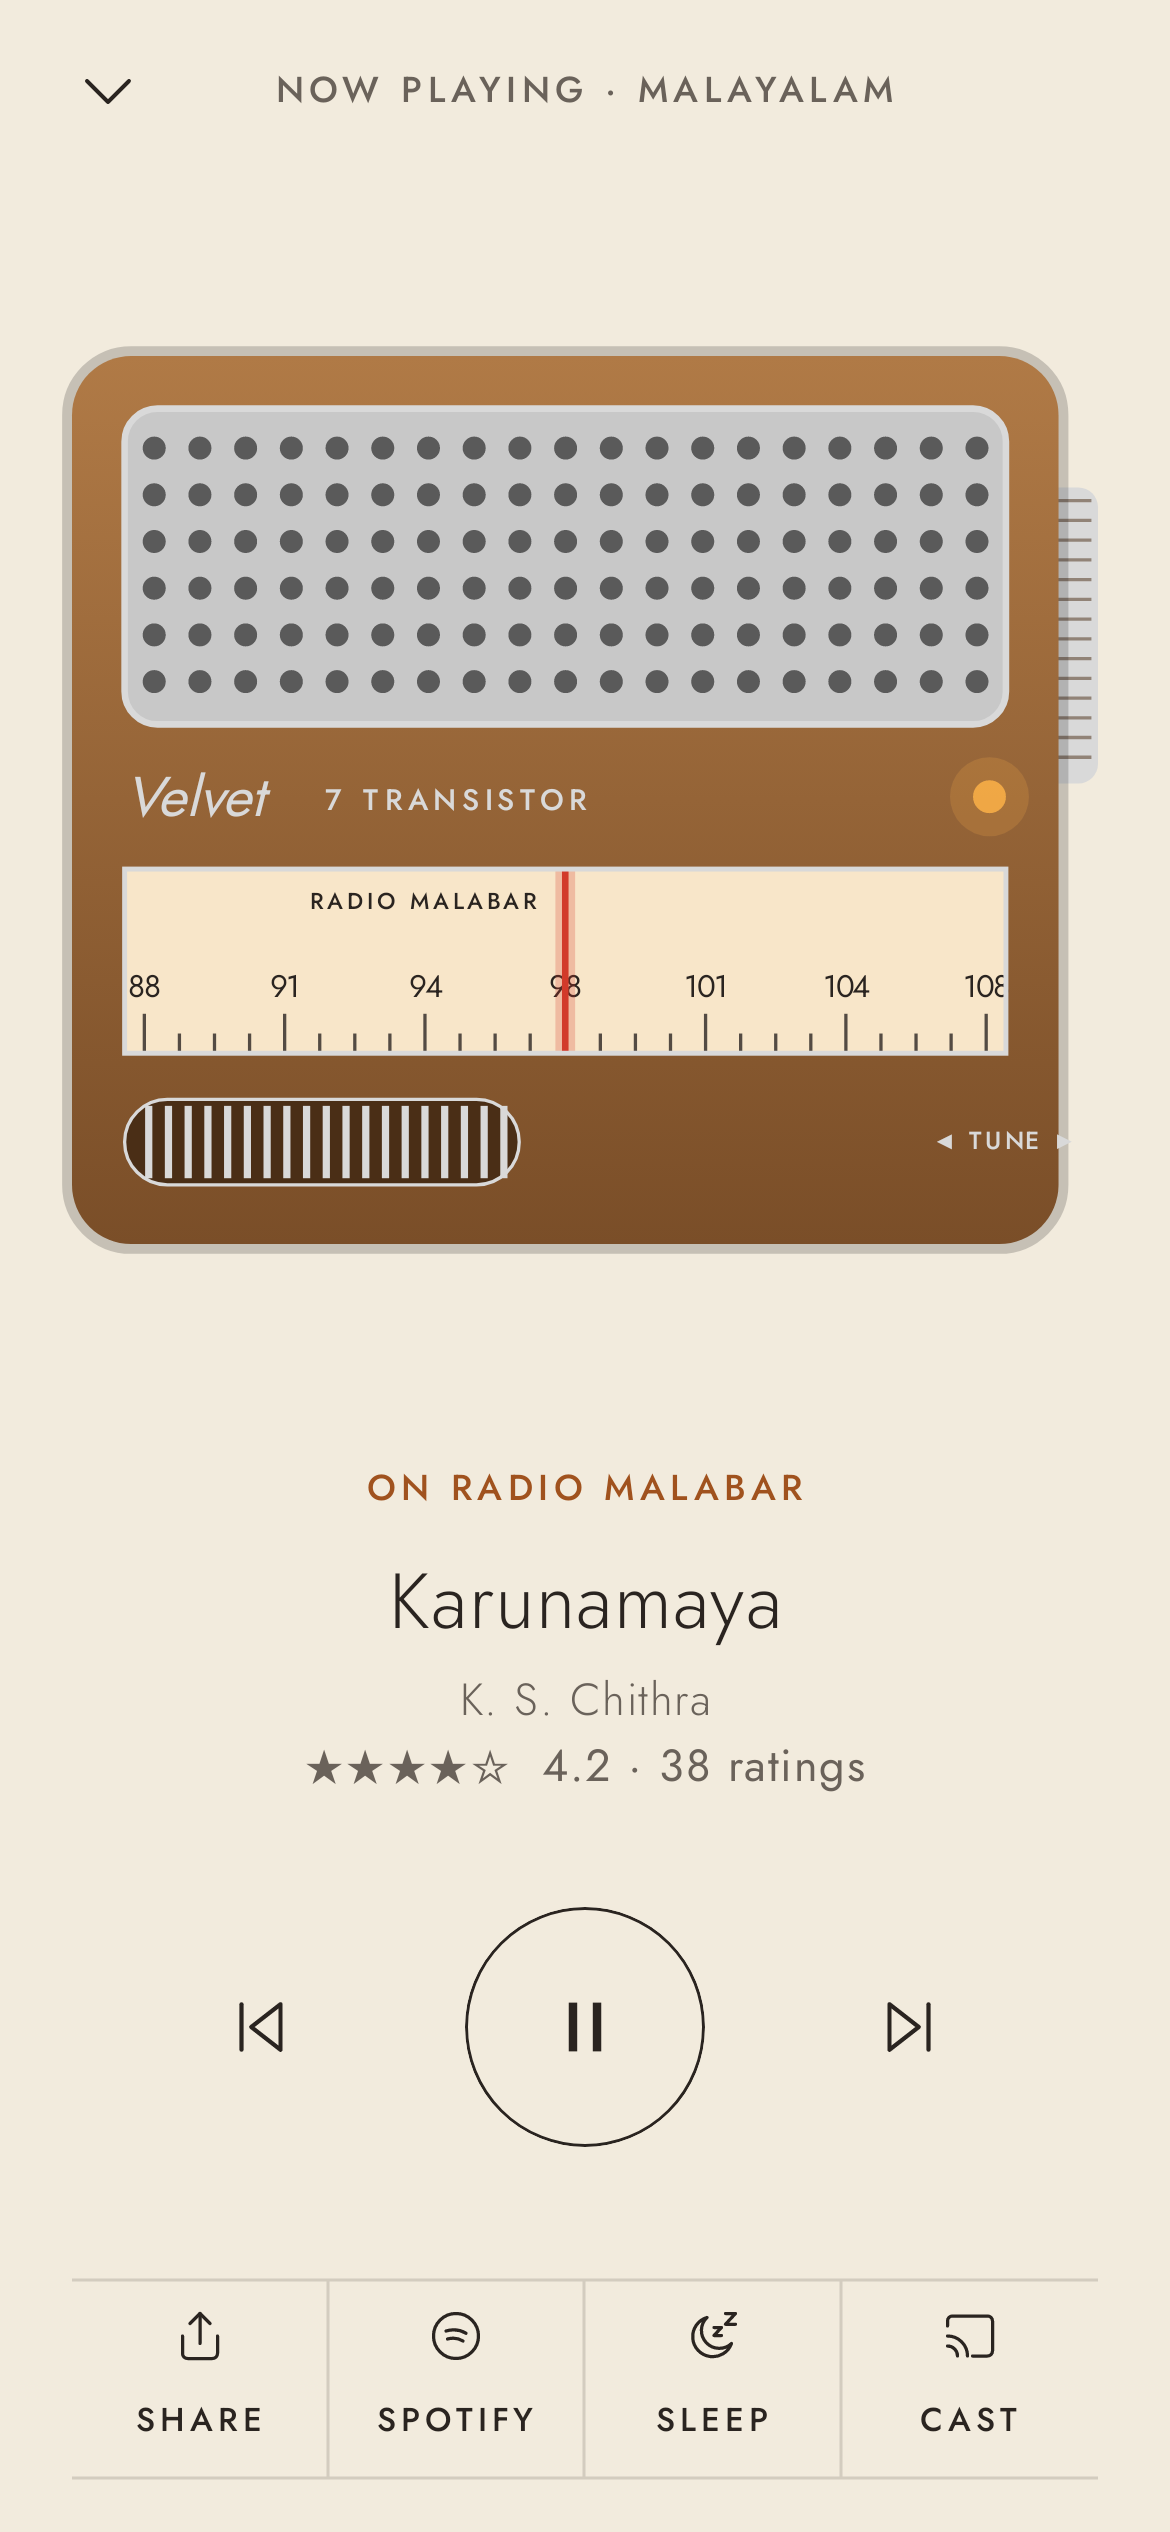 NOW PLAYING · MALAYALAM
Velvet 7 TRANSISTOR
RADIO MALABAR
88 91 94 98 101 104 108
◀ TUNE ▶
ON RADIO MALABAR
Karunamaya
K. S. Chithra
★★★★☆ 4.2 · 38 ratings
SHARE SPOTIFY SLEEP CAST